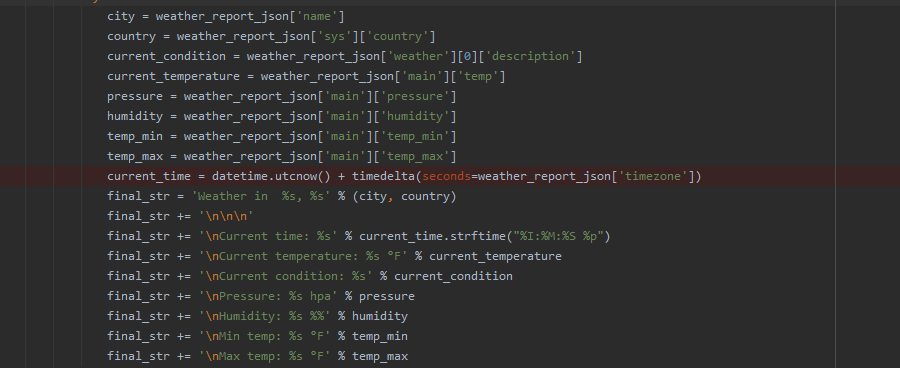 city = weather_report_json['name']
country = weather_report_json['sys']['country']
current_condition = weather_report_json['weather'][0]['description']
current_temperature = weather_report_json['main']['temp']
pressure = weather_report_json['main']['pressure']
humidity = weather_report_json['main']['humidity']
temp_min = weather_report_json['main']['temp_min']
temp_max = weather_report_json['main']['temp_max']
current_time = datetime.utcnow() + timedelta(seconds=weather_report_json['timezone'])
final_str = 'Weather in  %s, %s' % (city, country)
final_str += '\n\n\n'
final_str += '\nCurrent time: %s' % current_time.strftime("%I:%M:%S %p")
final_str += '\nCurrent temperature: %s °F' % current_temperature
final_str += '\nCurrent condition: %s' % current_condition
final_str += '\nPressure: %s hpa' % pressure
final_str += '\nHumidity: %s %%' % humidity
final_str += '\nMin temp: %s °F' % temp_min
final_str += '\nMax temp: %s °F' % temp_max